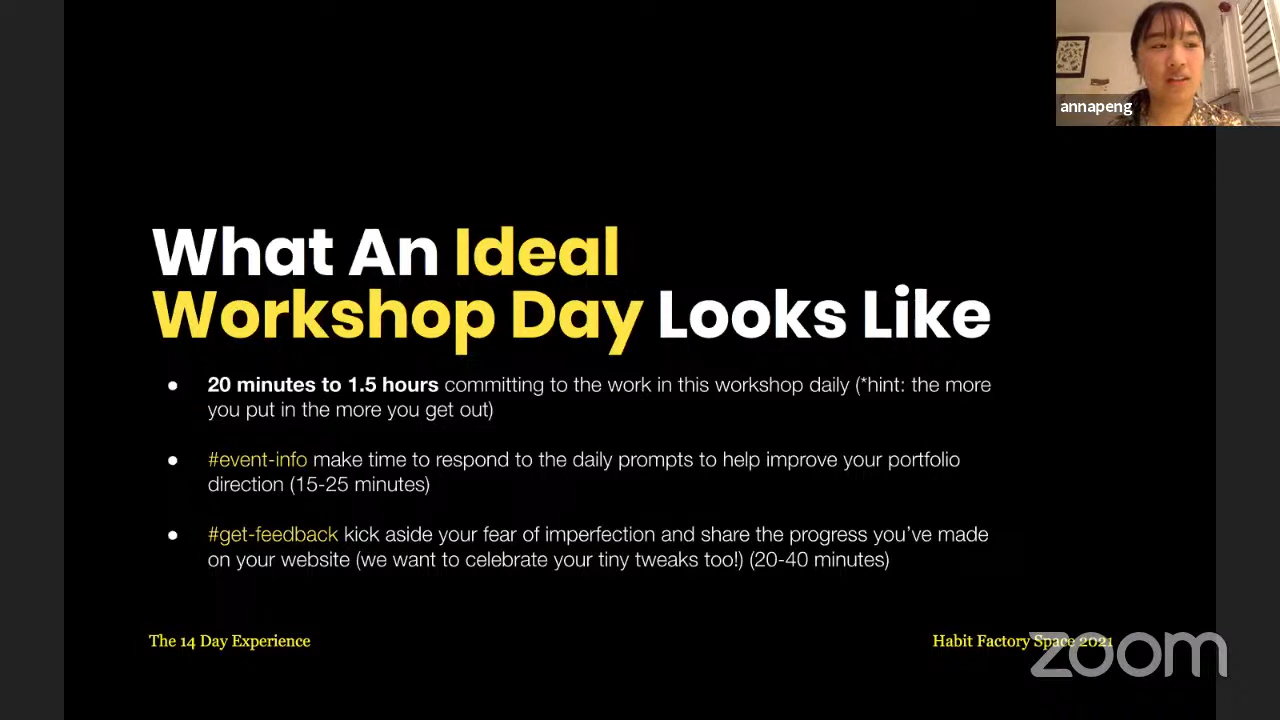 annapeng
What An Ideal
Workshop Day Looks Like
● 20 minutes to 1.5 hours committing to the work in this workshop daily (*hint: the more
you put in the more you get out)
● #event-info make time to respond to the daily prompts to help improve your portfolio
direction (15-25 minutes)
● #get-feedback kick aside your fear of imperfection and share the progress you've made
on your website (we want to celebrate your tiny tweaks too!) (20-40 minutes)
The 14 Day Experience
Habit Factory Space 2021
zoom